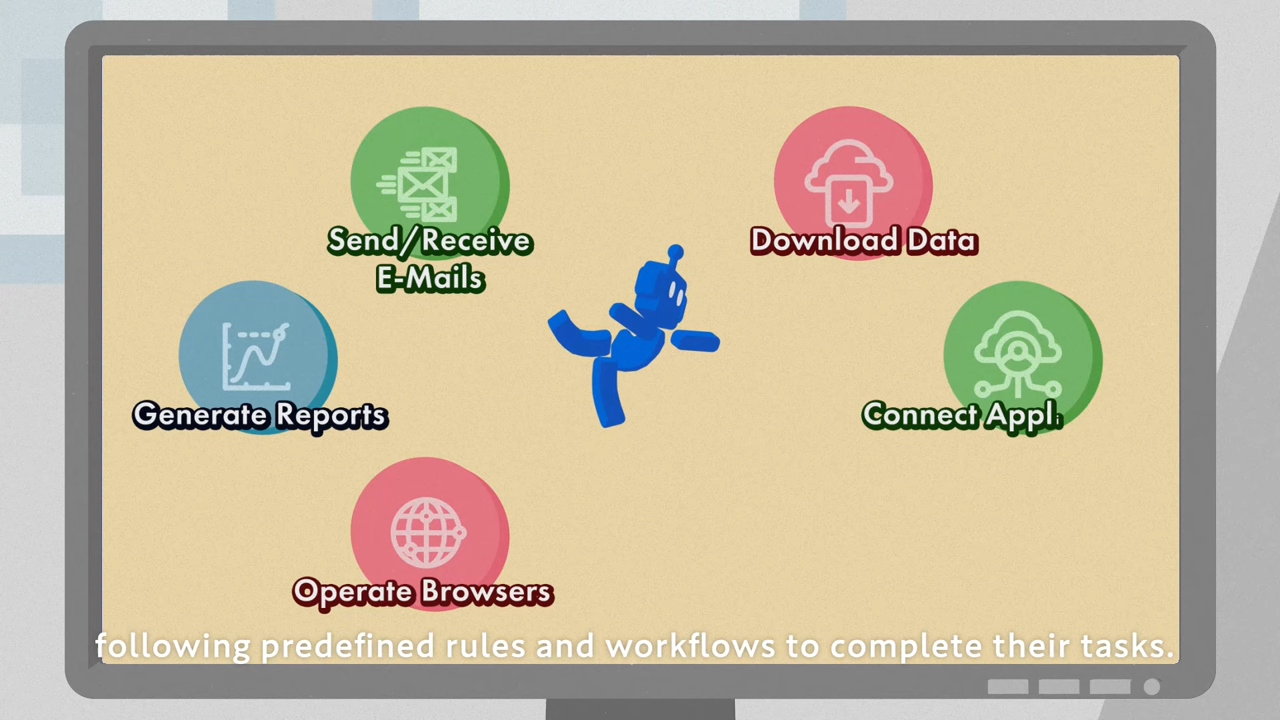 Send/Receive
E-Mails
Download Data
Generate Reports
Connect Appl
Operate Browsers
following predefined rules and workflows to complete their tasks.